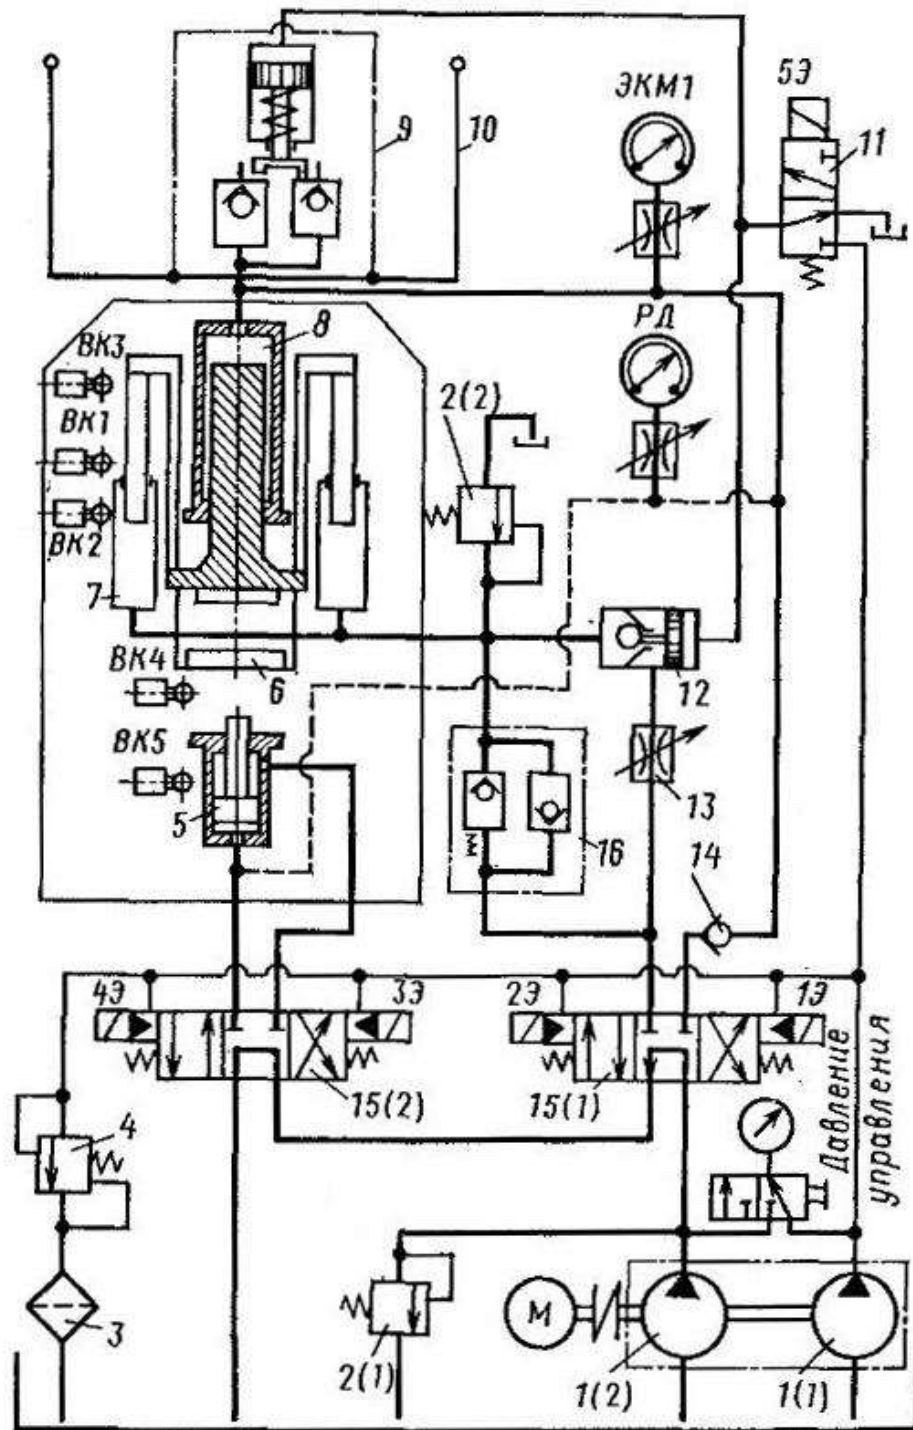 5Э
ЭКМ1
9
10
11
8
РД
ВК3
ВК1
ВК2
2(2)
7
ВК4
6
12
ВК5
5
13
16
14
4Э
3Э
2Э
1Э
15(2)
15(1)
Давление
управления
4
3
М
2(1)
1(2)
1(1)